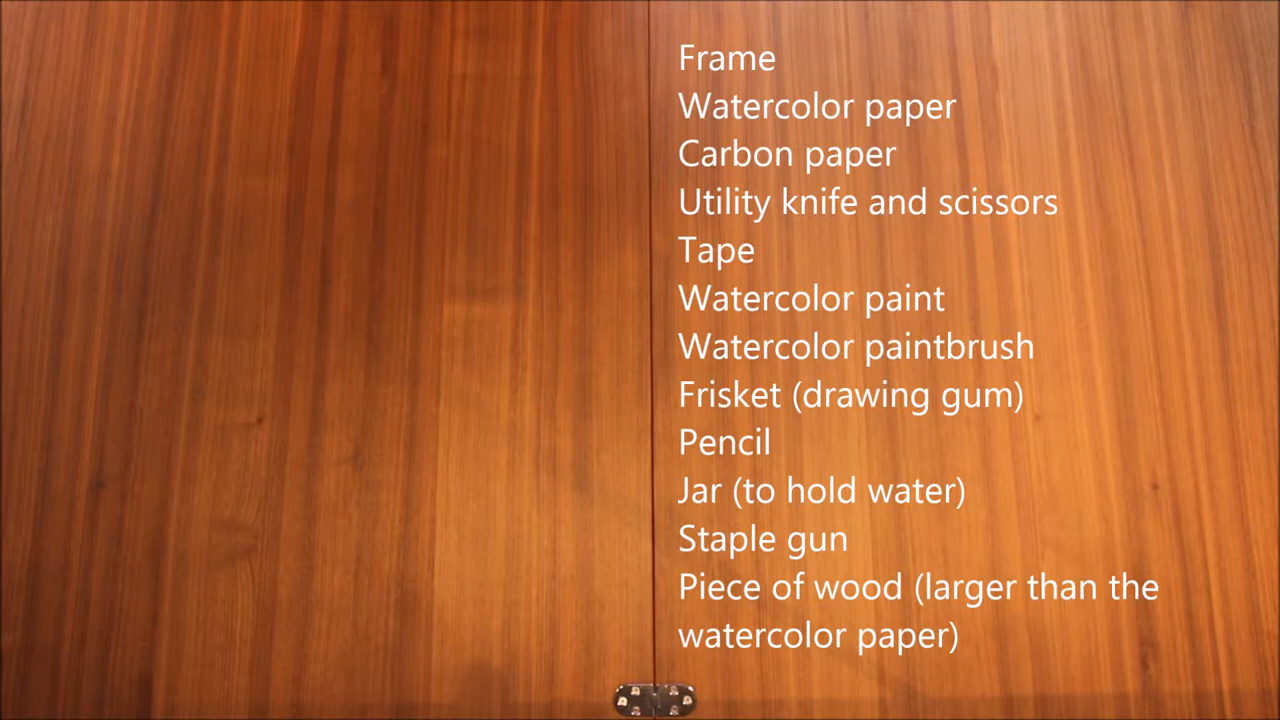 Frame
Watercolor paper
Carbon paper
Utility knife and scissors
Tape
Watercolor paint
Watercolor paintbrush
Frisket (drawing gum)
Pencil
Jar (to hold water)
Staple gun
Piece of wood (larger than the
watercolor paper)